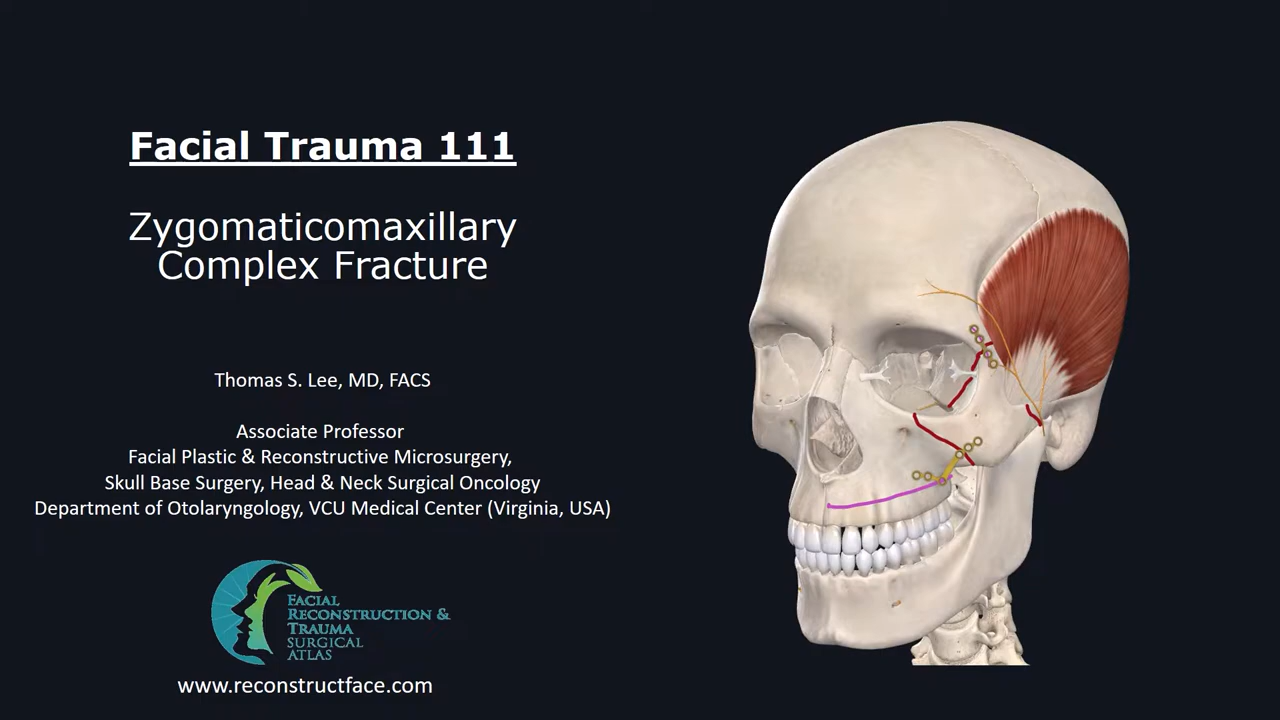 Facial Trauma 111
Zygomaticomaxillary
Complex Fracture
Thomas S. Lee, MD, FACS
Associate Professor
Facial Plastic & Reconstructive Microsurgery,
Skull Base Surgery, Head & Neck Surgical Oncology
Department of Otolaryngology, VCU Medical Center (Virginia, USA)
FACIAL
RECONSTRUCTION &
TRAUMA
SURGICAL
ATLAS
www.reconstructface.com